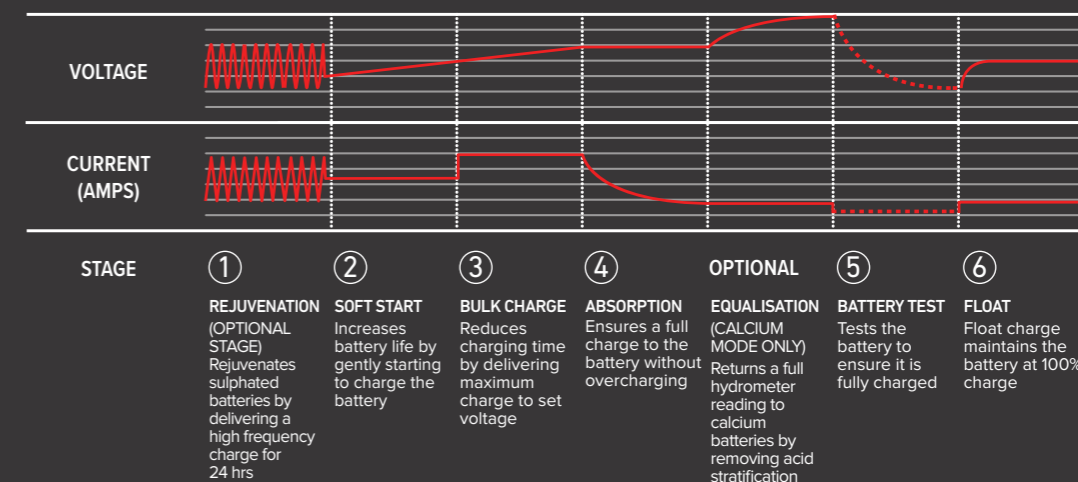 VOLTAGE
CURRENT
(AMPS)
STAGE
1
REJUVENATION
(OPTIONAL
STAGE)
Rejuvenates
sulphated
batteries by
delivering a
high frequency
charge for
24 hrs
2
SOFT START
Increases
battery life by
gently starting
to charge the
battery
3
BULK CHARGE
Reduces
charging time
by delivering
maximum
charge to set
voltage
4
ABSORPTION
Ensures a full
charge to the
battery without
overcharging
OPTIONAL
EQUALISATION
(CALCIUM
MODE ONLY)
Returns a full
hydrometer
reading to
calcium
batteries by
removing acid
stratification
5
BATTERY TEST
Tests the
battery to
ensure it is
fully charged
6
FLOAT
Float charge
maintains the
battery at 100%
charge